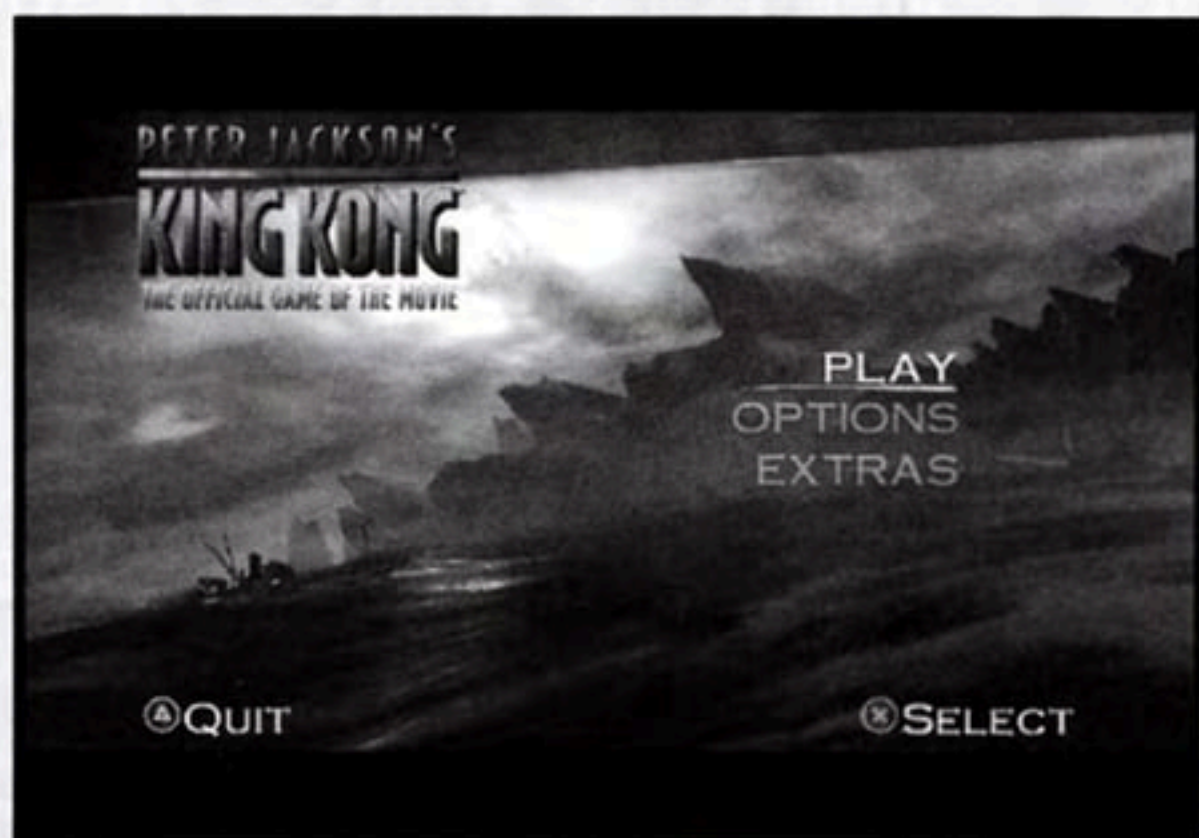 PETER JACKSON'S
KING KONG
THE OFFICIAL GAME OF THE MOVIE
PLAY
OPTIONS
EXTRAS
QUIT
SELECT